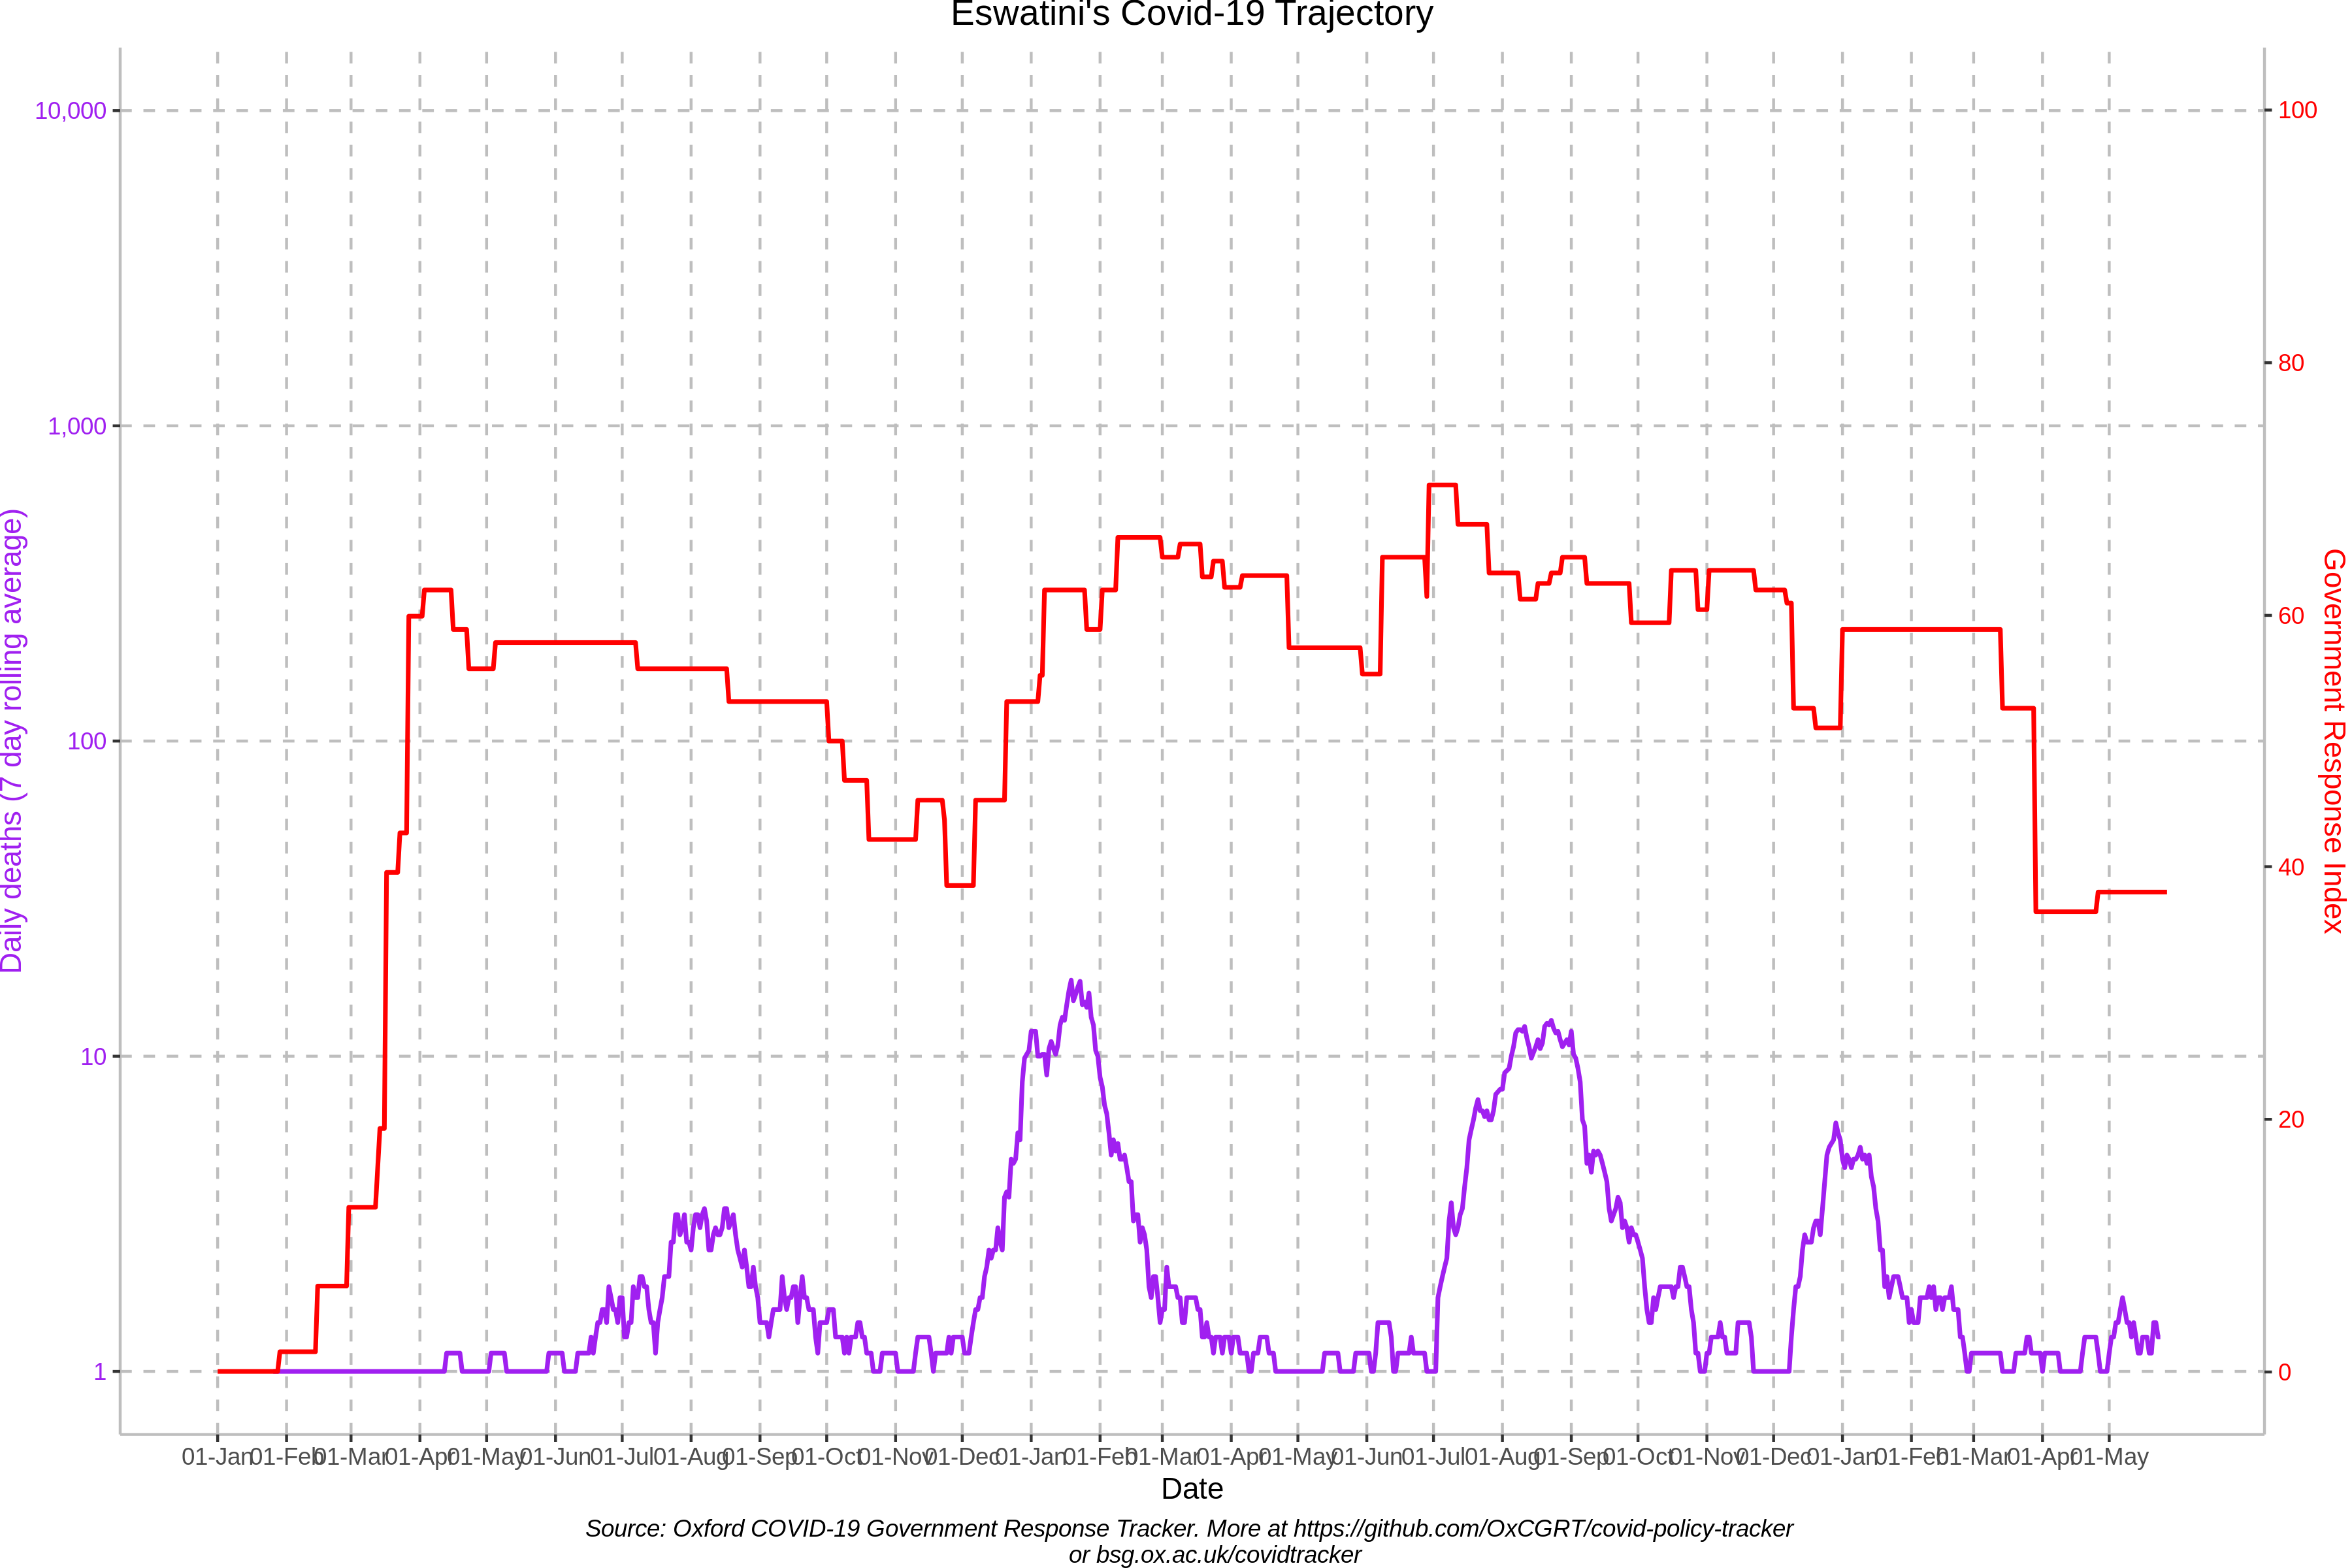 Eswatini's Covid-19 Trajectory
10,000
1,000
100
10
1
Daily deaths (7 day rolling average)
100
80
60
40
20
0
Government Response Index
01-Jan 01-Feb 01-Mar 01-Apr 01-May 01-Jun 01-Jul 01-Aug 01-Sep 01-Oct 01-Nov 01-Dec 01-Jan 01-Feb 01-Mar 01-Apr 01-May 01-Jun 01-Jul 01-Aug 01-Sep 01-Oct 01-Nov 01-Dec 01-Jan 01-Feb 01-Mar 01-Apr 01-May
Date
Source: Oxford COVID-19 Government Response Tracker. More at https://github.com/OxCGRT/covid-policy-tracker
or bsg.ox.ac.uk/covidtracker